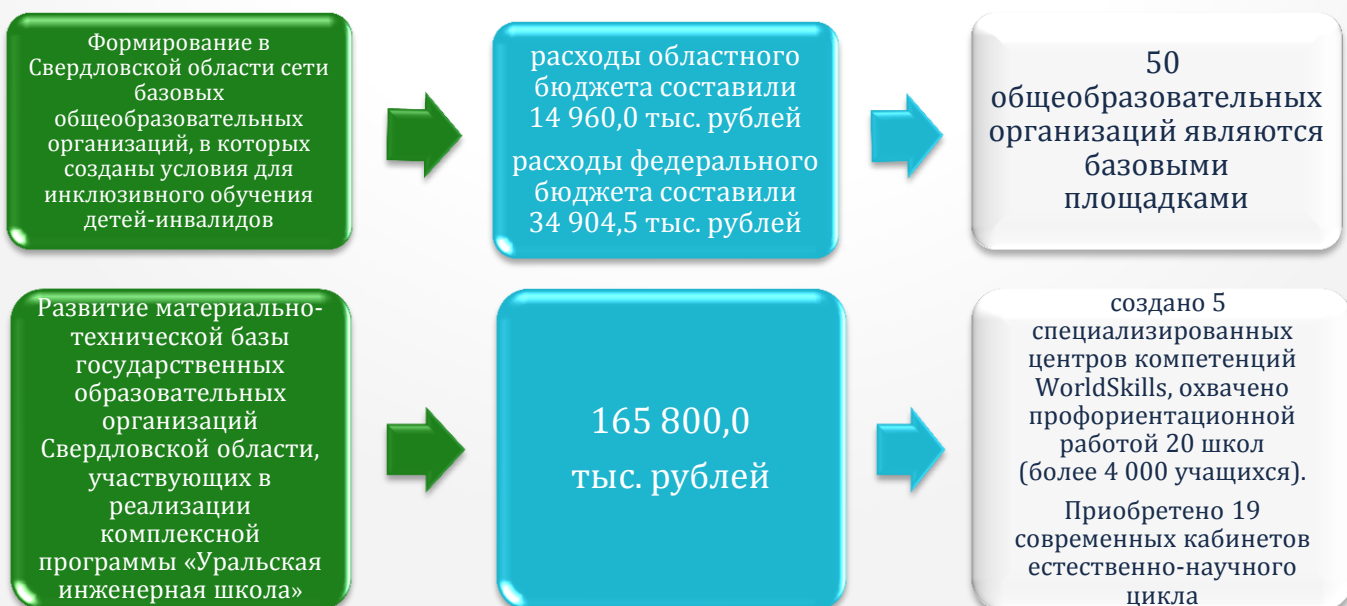 Формирование в
Свердловской области сети
базовых
общеобразовательных
организаций, в которых
созданы условия для
инклюзивного обучения
детей-инвалидов
расходы областного
бюджета составили
14 960,0 тыс. рублей
расходы федерального
бюджета составили
34 904,5 тыс. рублей
50
общеобразовательных
организаций являются
базовыми
площадками
Развитие материально-
технической базы
государственных
образовательных
организаций
Свердловской области,
участвующих в
реализации
комплексной
программы «Уральская
инженерная школа»
165 800,0
тыс. рублей
создано 5
специализированных
центров компетенций
WorldSkills, охвачено
профориентационной
работой 20 школ
(более 4 000 учащихся).
Приобретено 19
современных кабинетов
естественно-научного
цикла